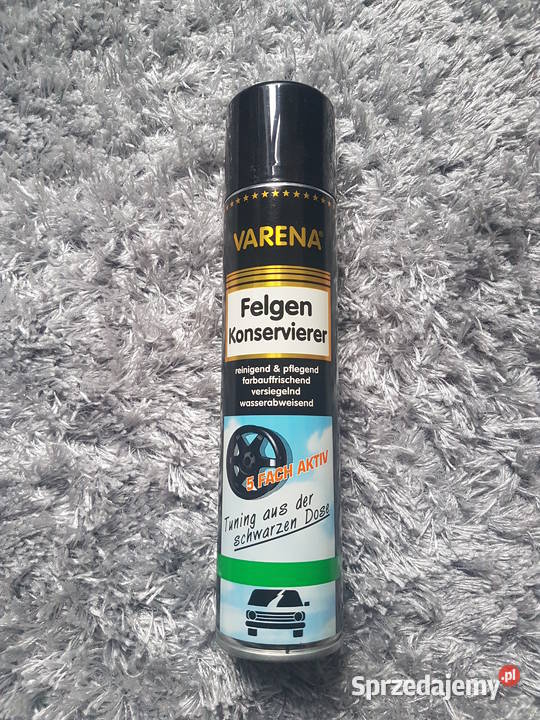 VARENA®
Felgen
Konservierer
reinigend & pflegend
farbauffrischend
versiegelnd
wasserabweisend
5 FACH AKTIV
Tuning aus der
schwarzen Dose
Sprzedajemy.pl